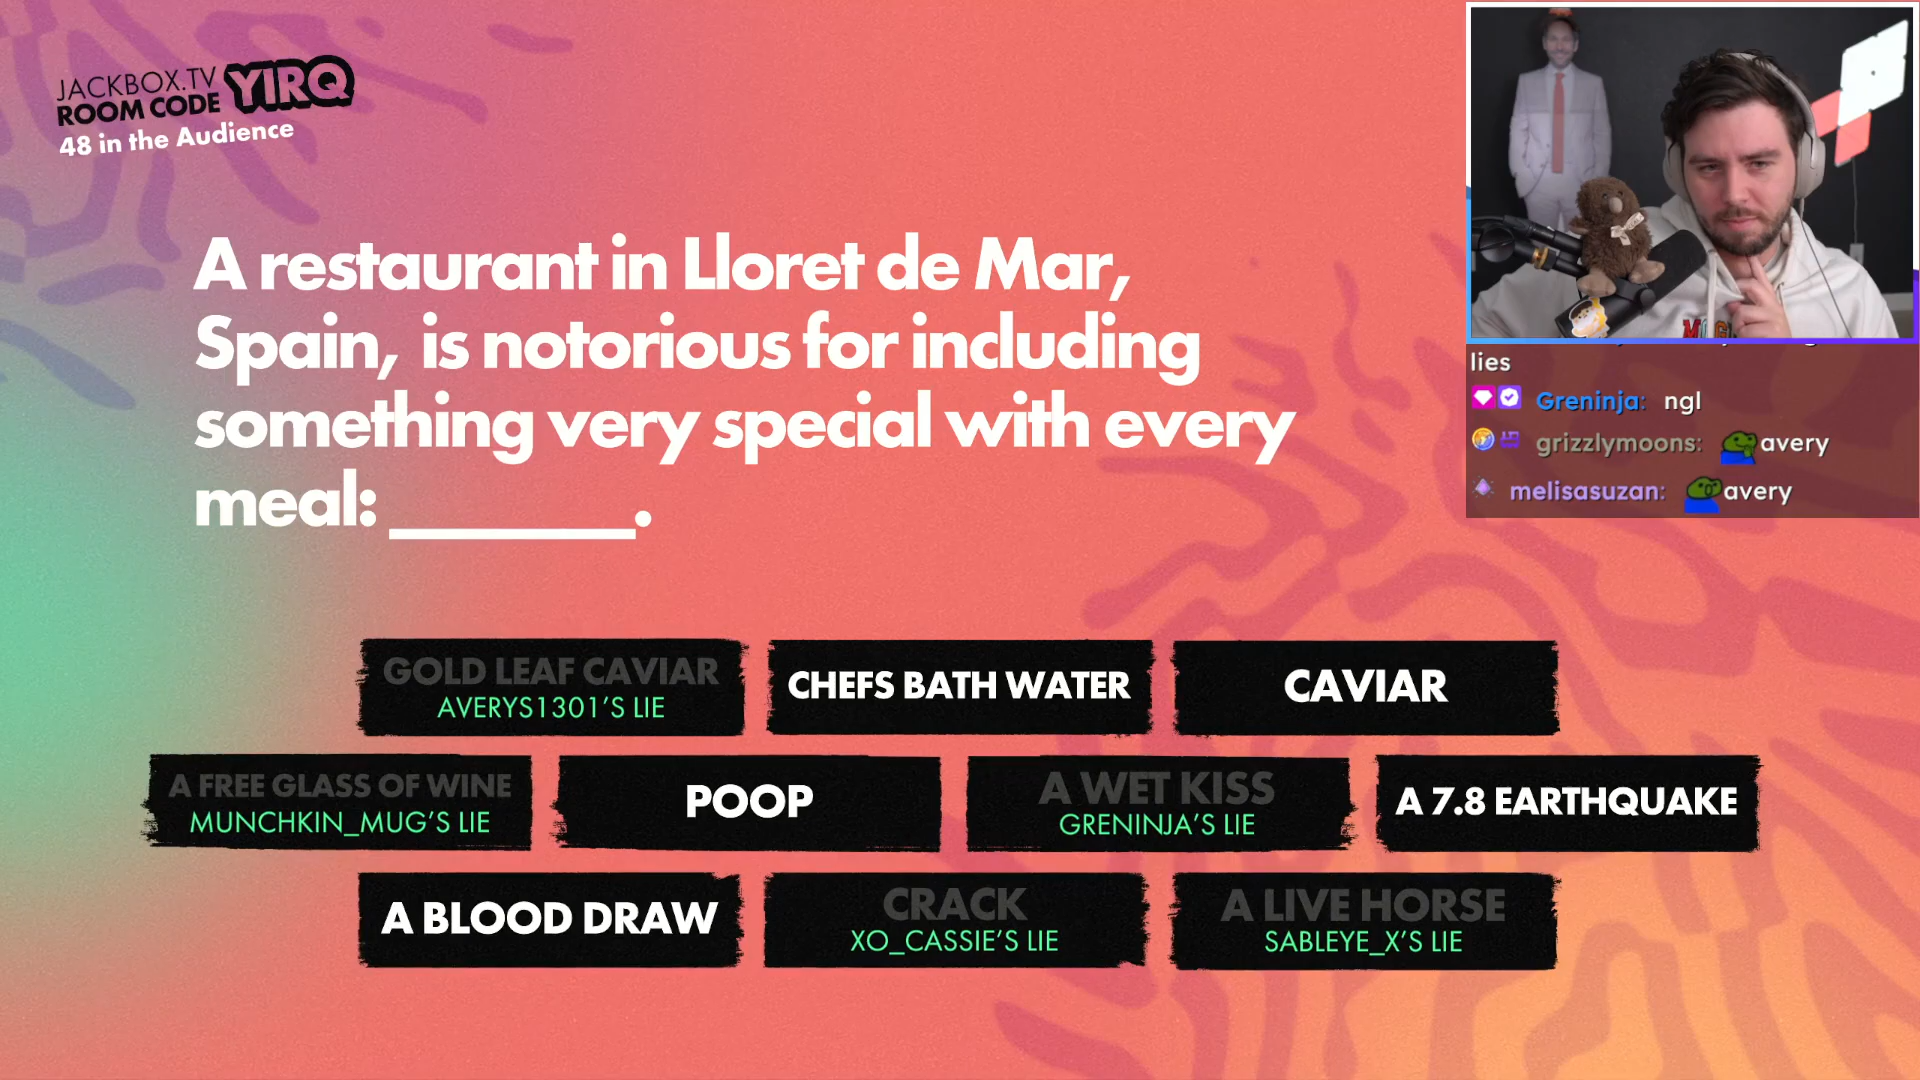 JACKBOX.TV
ROOM CODE YIRQ
48 in the Audience
A restaurant in Lloret de Mar,
Spain, is notorious for including
something very special with every
meal: ________.
lies
Greninja: ngl
grizzlymoons: avery
melisasuzan: avery
GOLD LEAF CAVIAR
AVERYS1301'S LIE
CHEFS BATH WATER
CAVIAR
A FREE GLASS OF WINE
MUNCHKIN_MUG'S LIE
POOP
A WET KISS
GRENINJA'S LIE
A 7.8 EARTHQUAKE
A BLOOD DRAW
CRACK
XO_CASSIE'S LIE
A LIVE HORSE
SABLEYE_X'S LIE